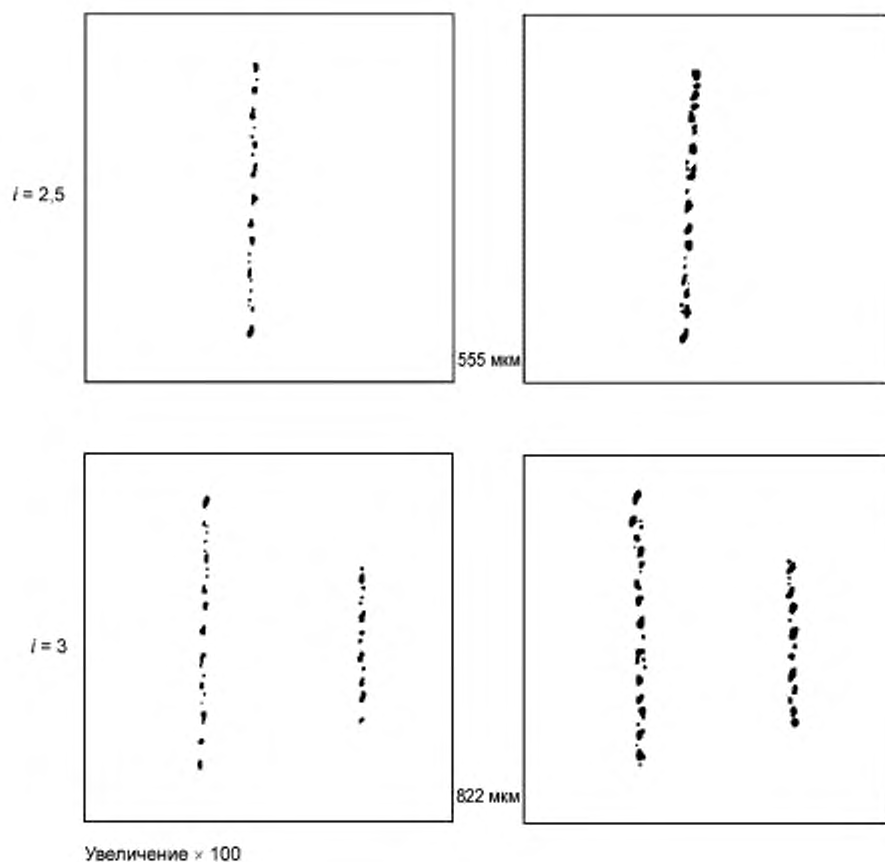 i = 2,5
555 мкм
i = 3
822 мкм
Увеличение × 100